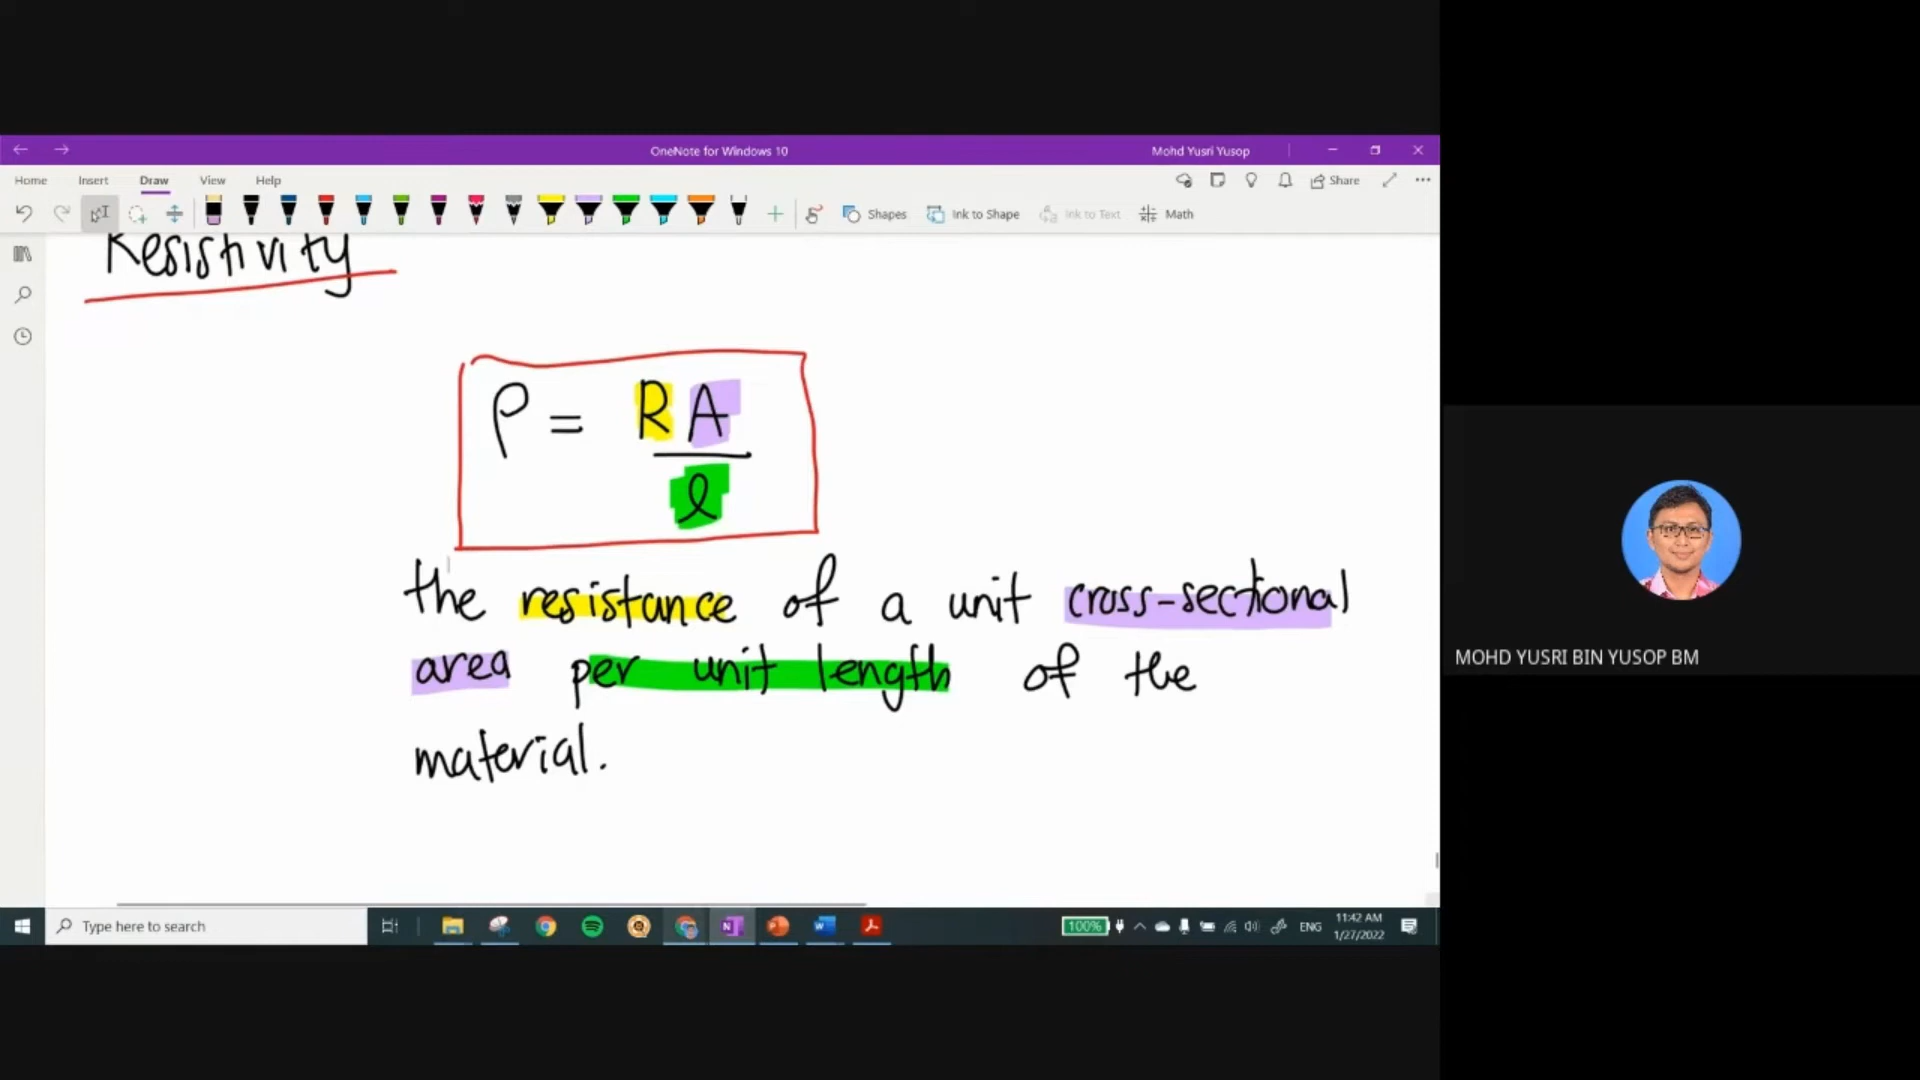 OneNote for Windows 10
Mohd Yusri Yusop
Home Insert Draw View Help
Share
Shapes Ink to Shape Ink to Text Math
Resistivity
ρ = RA
ℓ
the resistance of a unit cross-sectional
area per unit length of the
material.
MOHD YUSRI BIN YUSOP BM
Type here to search
100%
ENG
11:42 AM
1/27/2022